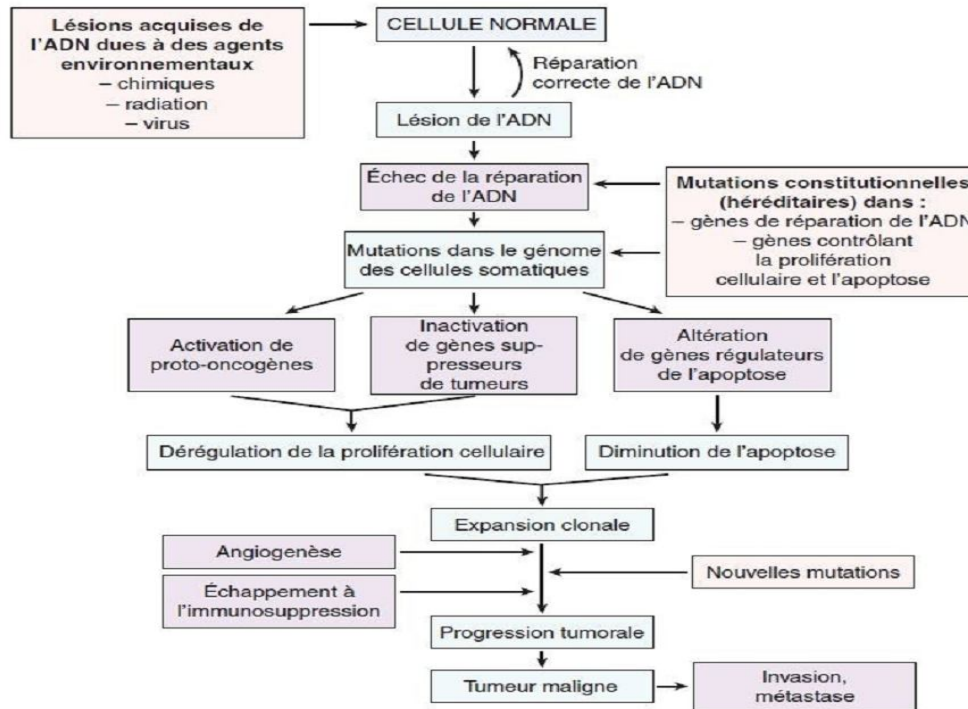 Lésions acquises de
l'ADN dues à des agents
environnementaux
– chimiques
– radiation
– virus
CELLULE NORMALE
Réparation
correcte de l'ADN
Lésion de l'ADN
Échec de la réparation
de l'ADN
Mutations constitutionnelles
(héréditaires) dans :
– gènes de réparation de l'ADN
– gènes contrôlant
la prolifération
cellulaire et l'apoptose
Mutations dans le génome
des cellules somatiques
Activation de
proto-oncogènes
Inactivation
de gènes sup-
presseurs
de tumeurs
Altération
de gènes régulateurs
de l'apoptose
Dérégulation de la prolifération cellulaire
Diminution de l'apoptose
Expansion clonale
Angiogenèse
Nouvelles mutations
Échappement à
l'immunosuppression
Progression tumorale
Tumeur maligne
Invasion,
métastase